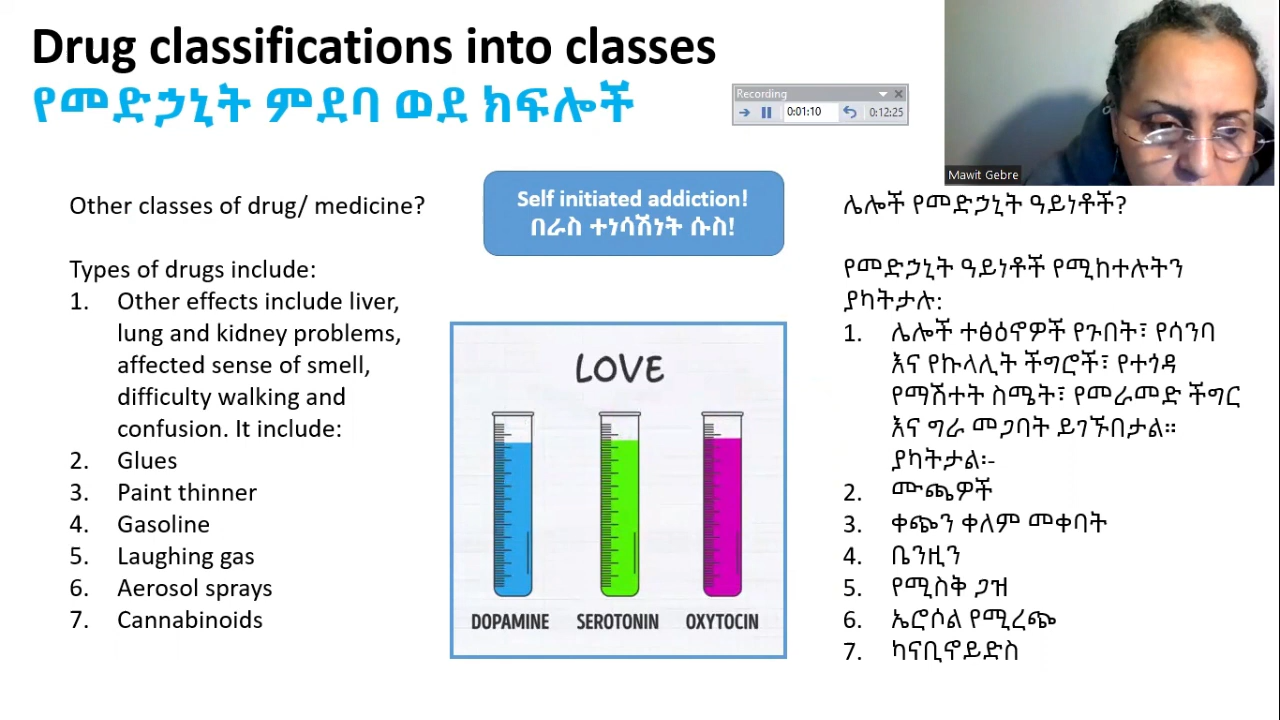 Drug classifications into classes
የመድኃኒት ምደባ ወደ ክፍሎች
Recording
0:01:10
0:12:25
Mawit Gebre
Other classes of drug/ medicine?
Types of drugs include:
1. Other effects include liver,
lung and kidney problems,
affected sense of smell,
difficulty walking and
confusion. It include:
2. Glues
3. Paint thinner
4. Gasoline
5. Laughing gas
6. Aerosol sprays
7. Cannabinoids
Self initiated addiction!
በራስ ተነሳሽነት ሱስ!
LOVE
DOPAMINE SEROTONIN OXYTOCIN
ሌሎች የመድኃኒት ዓይነቶች?
የመድኃኒት ዓይነቶች የሚከተሉትን
ያካትታሉ:
1. ሌሎች ተፅዕኖዎች የጉበት፣ የሳንባ
እና የኩላሊት ችግሮች፣ የተጎዳ
የማሽተት ስሜት፣ የመራመድ ችግር
እና ግራ መጋባት ይገኙበታል።
ያካትታል፡-
2. ሙጫዎች
3. ቀጭን ቀለም መቀባት
4. ቤንዚን
5. የሚስቅ ጋዝ
6. ኤሮሶል የሚረጭ
7. ካናቢኖይድስ